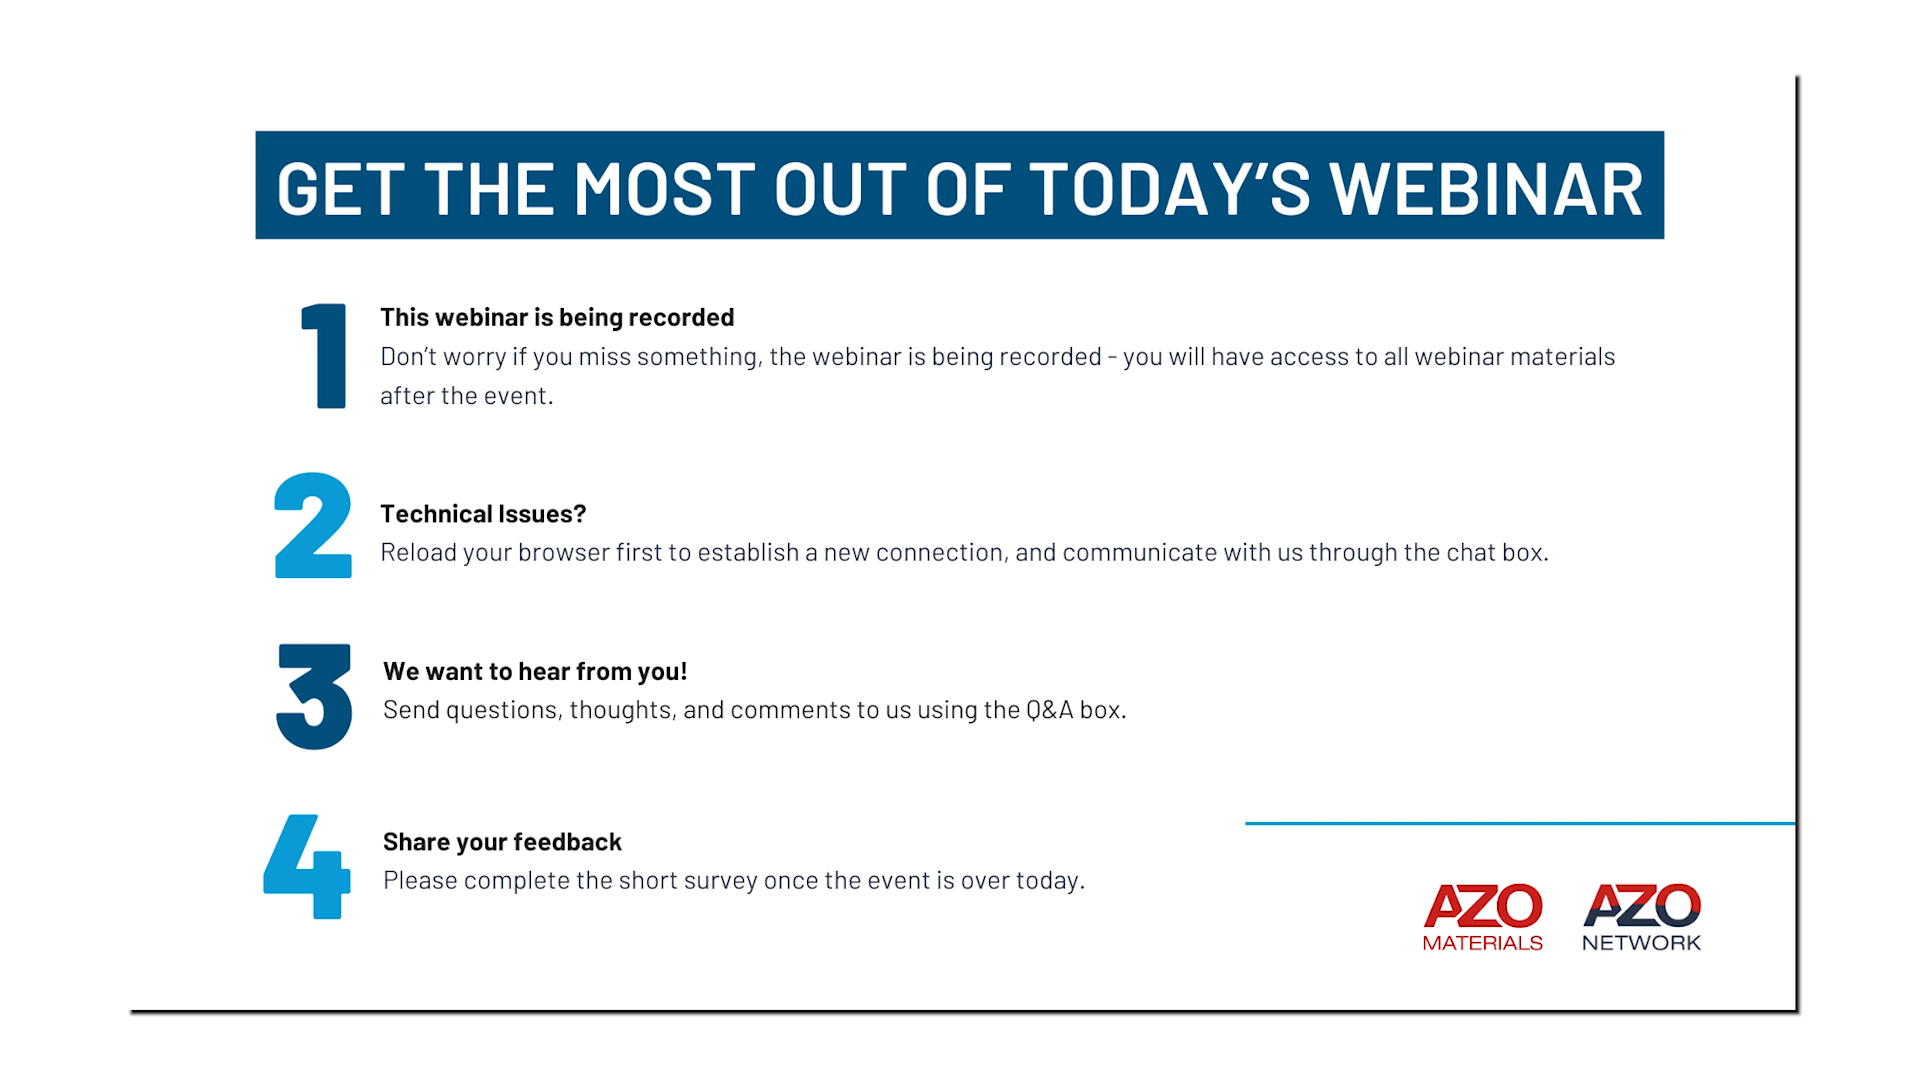 GET THE MOST OUT OF TODAY'S WEBINAR
1
This webinar is being recorded
Don't worry if you miss something, the webinar is being recorded - you will have access to all webinar materials
after the event.
2
Technical Issues?
Reload your browser first to establish a new connection, and communicate with us through the chat box.
3
We want to hear from you!
Send questions, thoughts, and comments to us using the Q&A box.
4
Share your feedback
Please complete the short survey once the event is over today.
AZO
MATERIALS
AZO
NETWORK